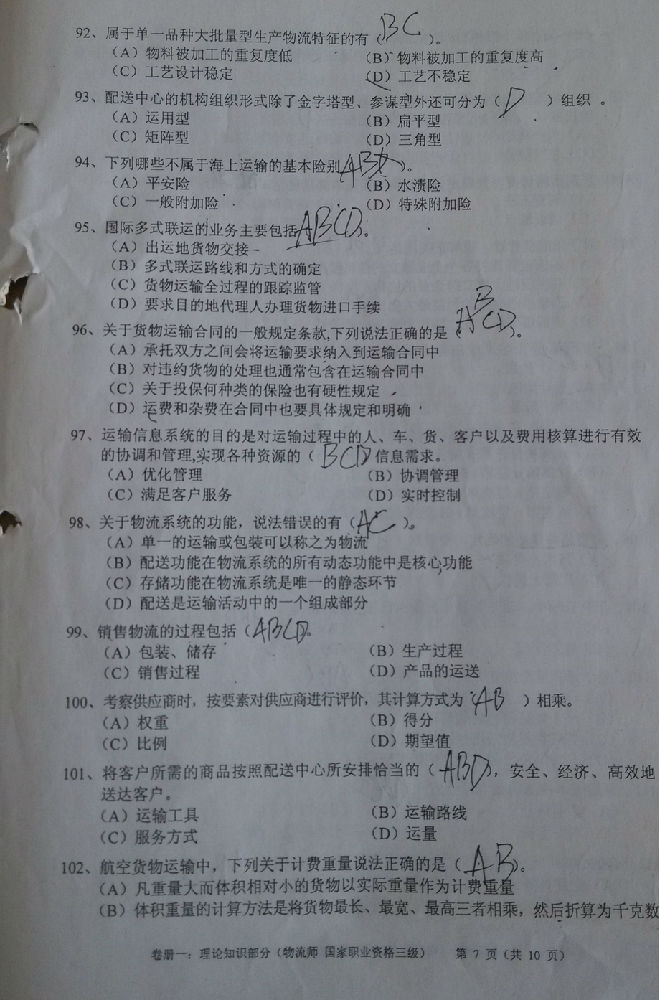 92、属于单一品种大批量型生产物流特征的有（BC）。
（A）物料被加工的重复度低 （B）物料被加工的重复度高
（C）工艺设计稳定 （D）工艺不稳定
93、配送中心的机构组织形式除了金字塔型、参谋型外还可分为（D）组织。
（A）运用型 （B）扁平型
（C）矩阵型 （D）三角型
94、下列哪些不属于海上运输的基本险别（AB）。
（A）平安险 （B）水渍险
（C）一般附加险 （D）特殊附加险
95、国际多式联运的业务主要包括（ABCD）。
（A）出运地货物交接
（B）多式联运路线和方式的确定
（C）货物运输全过程的跟踪监管
（D）要求目的地代理人办理货物进口手续
96、关于货物运输合同的一般规定条款,下列说法正确的是（ABCD）。
（A）承托双方之间会将运输要求纳入到运输合同中
（B）对违约货物的处理也通常包含在运输合同中
（C）关于投保何种类的保险也有硬性规定
（D）运费和杂费在合同中也要具体规定和明确
97、运输信息系统的目的是对运输过程中的人、车、货、客户以及费用核算进行有效
的协调和管理,实现各种资源的（BCD）信息需求。
（A）优化管理 （B）协调管理
（C）满足客户服务 （D）实时控制
98、关于物流系统的功能，说法错误的有（AC）。
（A）单一的运输或包装可以称之为物流
（B）配送功能在物流系统的所有动态功能中是核心功能
（C）存储功能在物流系统是唯一的静态环节
（D）配送是运输活动中的一个组成部分
99、销售物流的过程包括（ABCD）。
（A）包装、储存 （B）生产过程
（C）销售过程 （D）产品的运送
100、考察供应商时，按要素对供应商进行评价，其计算方式为（AB）相乘。
（A）权重 （B）得分
（C）比例 （D）期望值
101、将客户所需的商品按照配送中心所安排恰当的（ABD），安全、经济、高效地
送达客户。
（A）运输工具 （B）运输路线
（C）服务方式 （D）运量
102、航空货物运输中，下列关于计费重量说法正确的是（AB）。
（A）凡重量大而体积相对小的货物以实际重量作为计费重量
（B）体积重量的计算方法是将货物最长、最宽、最高三者相乘，然后折算为千克数
卷册一：理论知识部分（物流师 国家职业资格三级） 第 7 页（共 10 页）